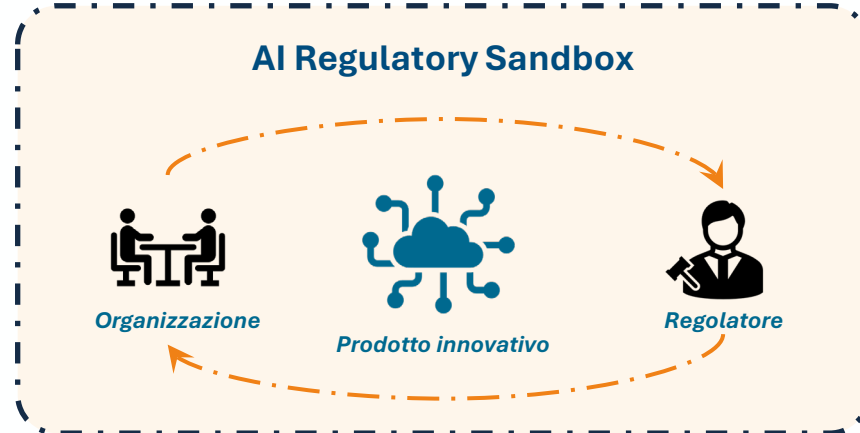 AI Regulatory Sandbox
Organizzazione
Prodotto innovativo
Regolatore